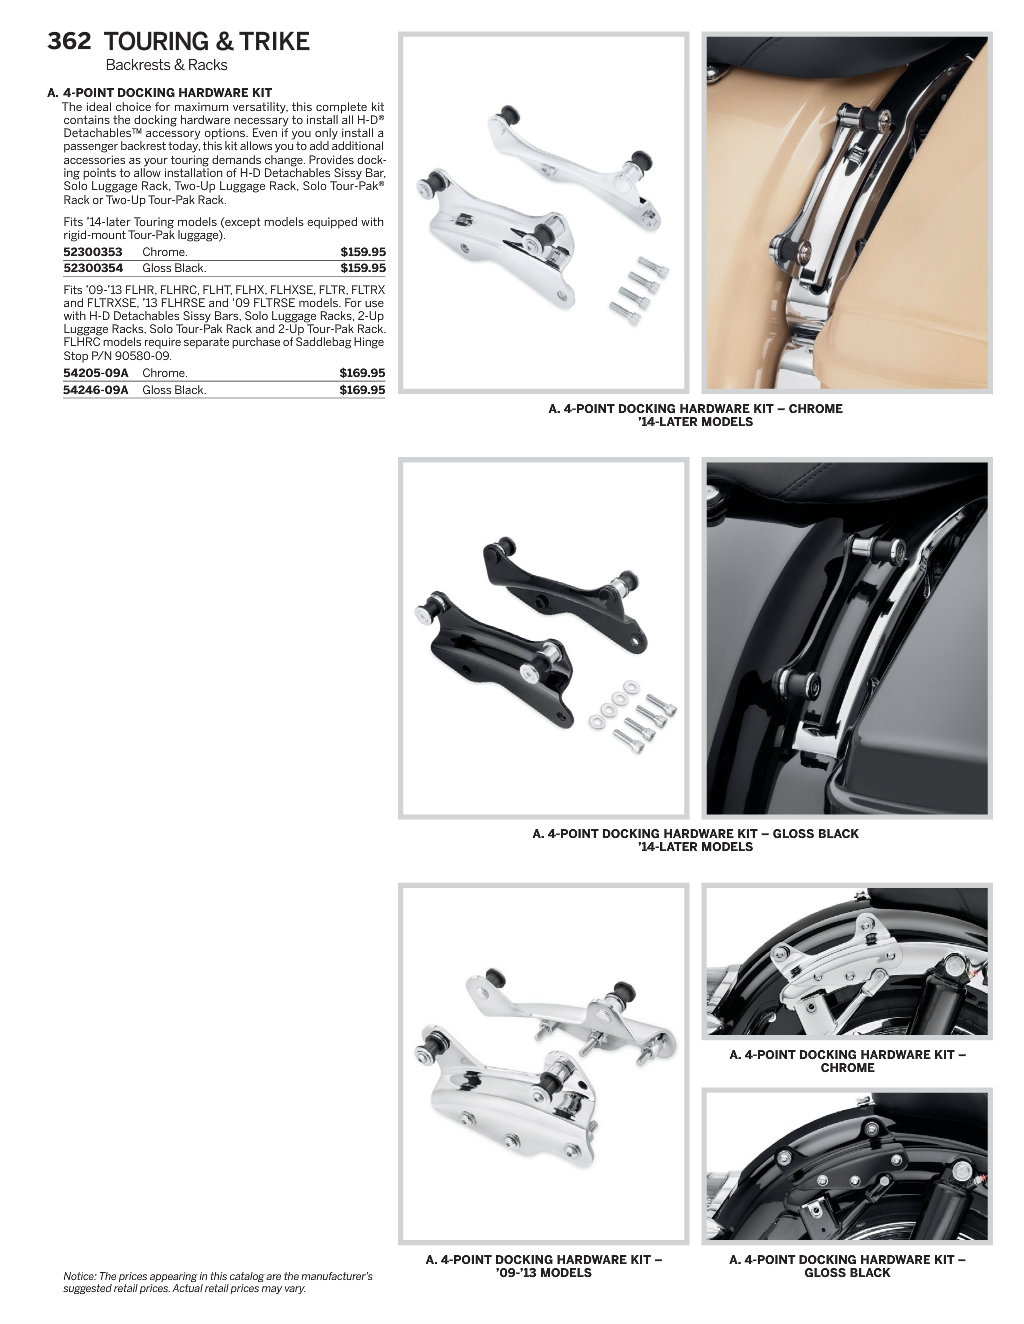 362 TOURING & TRIKE
Backrests & Racks
A. 4-POINT DOCKING HARDWARE KIT
The ideal choice for maximum versatility, this complete kit
contains the docking hardware necessary to install all H-D®
Detachables™ accessory options. Even if you only install a
passenger backrest today, this kit allows you to add additional
accessories as your touring demands change. Provides dock-
ing points to allow installation of H-D Detachables Sissy Bar,
Solo Luggage Rack, Two-Up Luggage Rack, Solo Tour-Pak®
Rack or Two-Up Tour-Pak Rack.
Fits ’14-later Touring models (except models equipped with
rigid-mount Tour-Pak luggage).
52300353 Chrome. $159.95
52300354 Gloss Black. $159.95
Fits ’09-’13 FLHR, FLHRC, FLHT, FLHX, FLHXSE, FLTR, FLTRX
and FLTRXSE, ’13 FLHRSE and '09 FLTRSE models. For use
with H-D Detachables Sissy Bars, Solo Luggage Racks, 2-Up
Luggage Racks, Solo Tour-Pak Rack and 2-Up Tour-Pak Rack.
FLHRC models require separate purchase of Saddlebag Hinge
Stop P/N 90580-09.
54205-09A Chrome. $169.95
54246-09A Gloss Black. $169.95
A. 4-POINT DOCKING HARDWARE KIT – CHROME
’14-LATER MODELS
A. 4-POINT DOCKING HARDWARE KIT – GLOSS BLACK
’14-LATER MODELS
A. 4-POINT DOCKING HARDWARE KIT –
CHROME
A. 4-POINT DOCKING HARDWARE KIT –
’09-’13 MODELS
A. 4-POINT DOCKING HARDWARE KIT –
GLOSS BLACK
Notice: The prices appearing in this catalog are the manufacturer’s
suggested retail prices. Actual retail prices may vary.